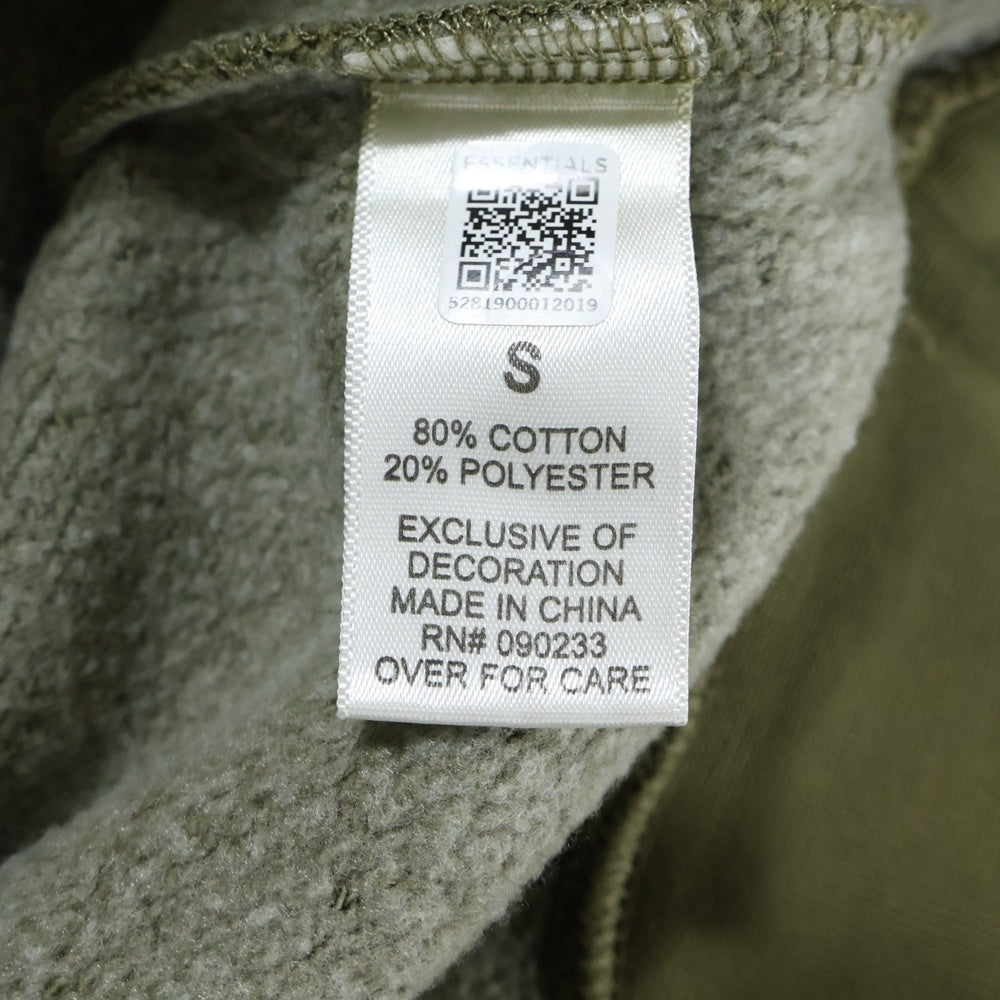 ESSENTIALS
5281900012019
S
80% COTTON
20% POLYESTER
EXCLUSIVE OF
DECORATION
MADE IN CHINA
RN# 090233
OVER FOR CARE